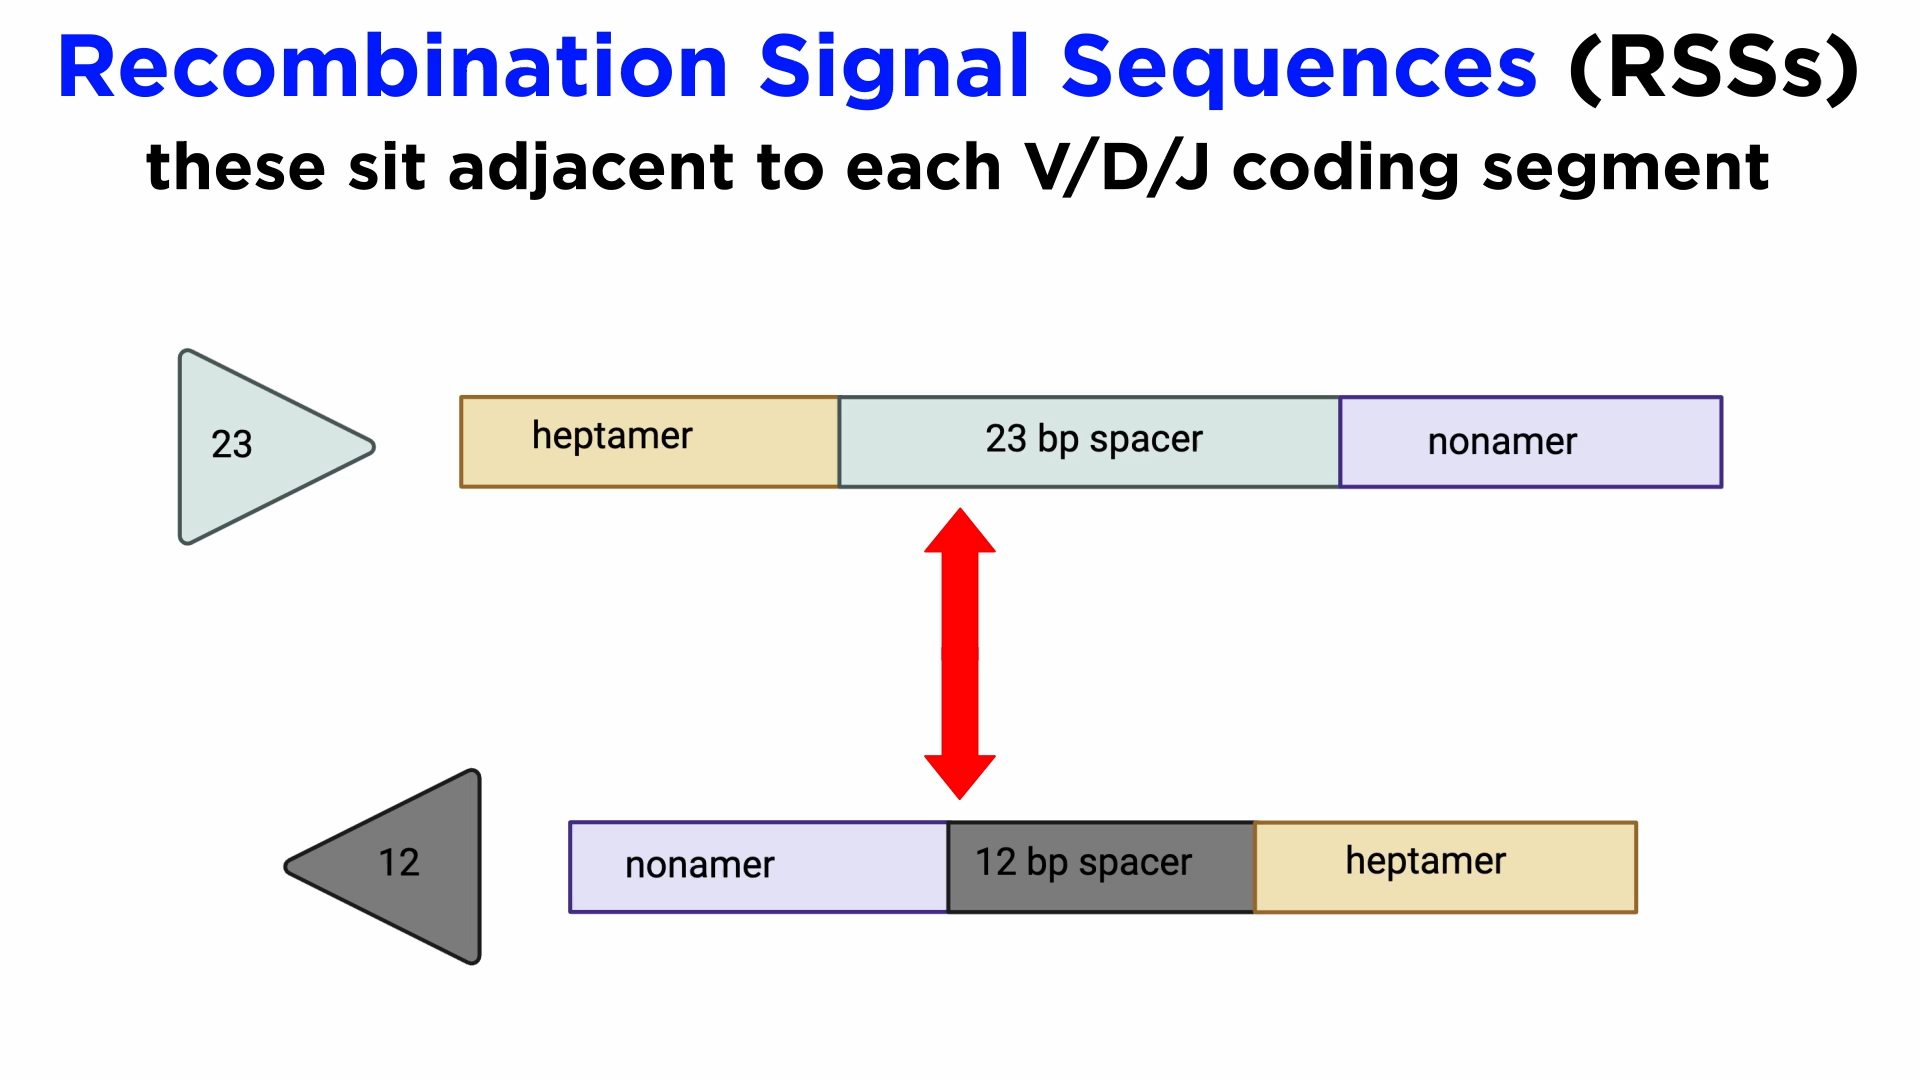 Recombination Signal Sequences (RSSs)
these sit adjacent to each V/D/J coding segment
23
heptamer
23 bp spacer
nonamer
12
nonamer
12 bp spacer
heptamer